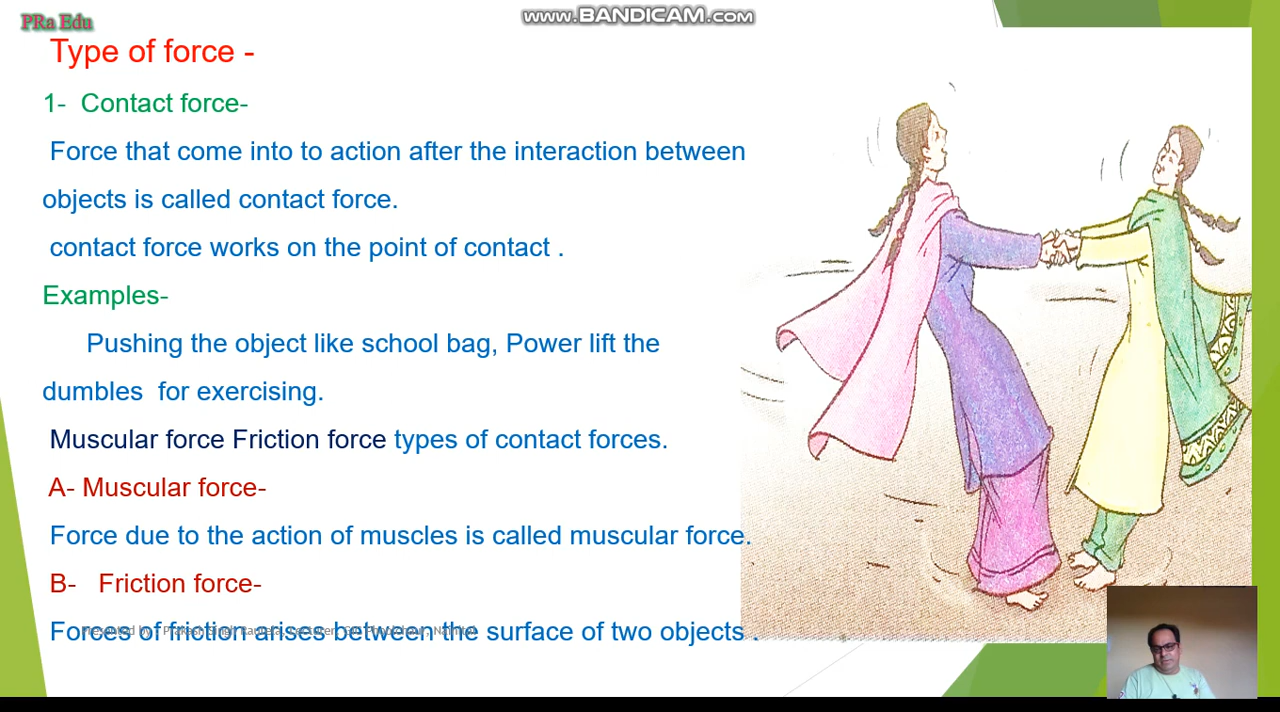 PRa Edu
www.BANDICAM.com
Type of force -
1- Contact force-
Force that come into to action after the interaction between
objects is called contact force.
contact force works on the point of contact .
Examples-
Pushing the object like school bag, Power lift the
dumbles for exercising.
Muscular force Friction force types of contact forces.
A- Muscular force-
Force due to the action of muscles is called muscular force.
B- Friction force-
Forces of friction arises between the surface of two objects .
Presented by Prakash Singh